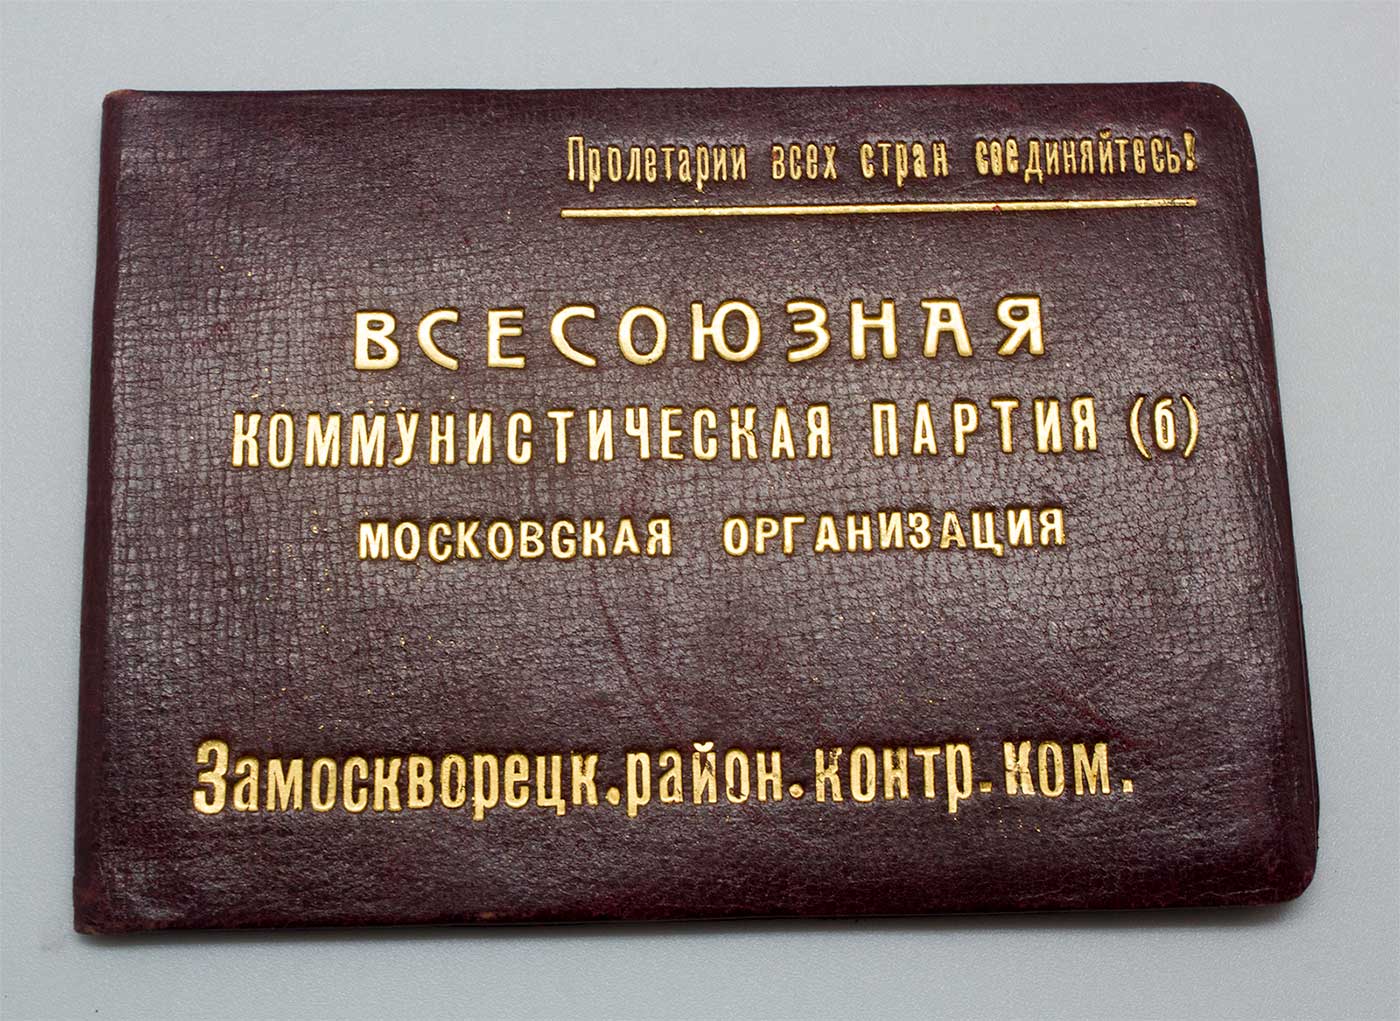 Пролетарии всех стран соединяйтесь!
ВСЕСОЮЗНАЯ
КОММУНИСТИЧЕСКАЯ ПАРТИЯ (б)
МОСКОВСКАЯ ОРГАНИЗАЦИЯ
Замоскворецк.район.контр.ком.